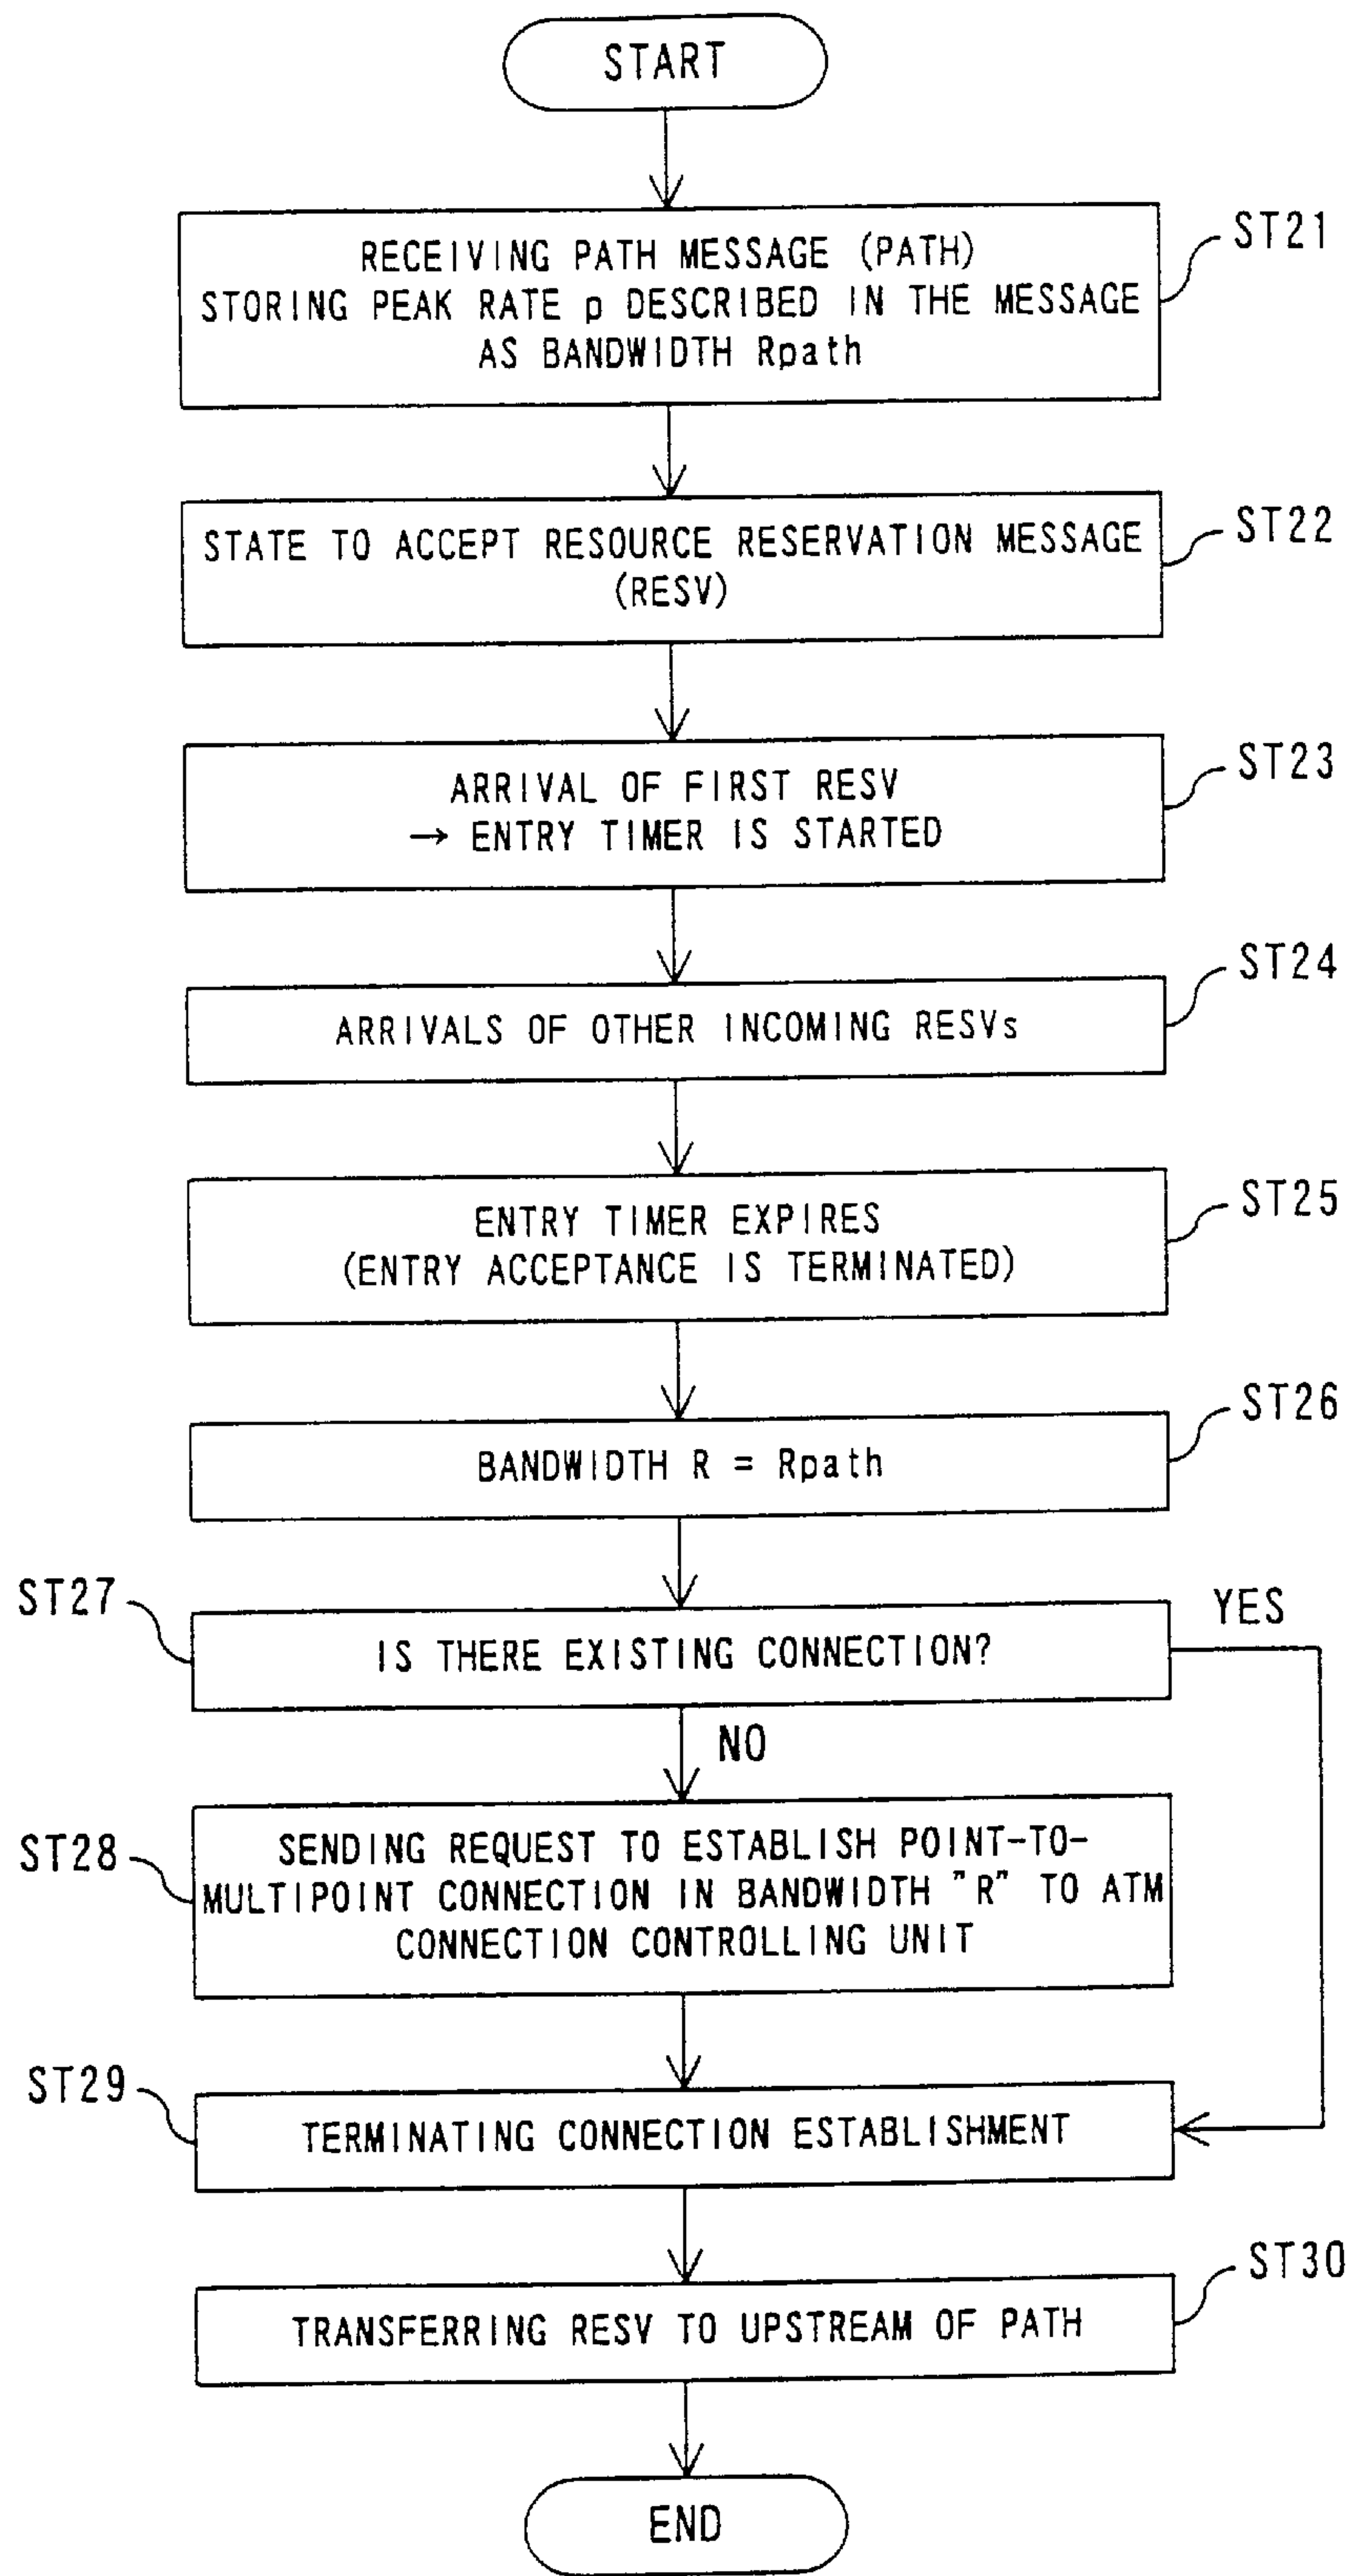 START
RECEIVING PATH MESSAGE (PATH)
STORING PEAK RATE p DESCRIBED IN THE MESSAGE
AS BANDWIDTH Rpath
ST21
STATE TO ACCEPT RESOURCE RESERVATION MESSAGE
(RESV)
ST22
ARRIVAL OF FIRST RESV
→ ENTRY TIMER IS STARTED
ST23
ARRIVALS OF OTHER INCOMING RESVs
ST24
ENTRY TIMER EXPIRES
(ENTRY ACCEPTANCE IS TERMINATED)
ST25
BANDWIDTH R = Rpath
ST26
ST27
IS THERE EXISTING CONNECTION?
YES
NO
ST28
SENDING REQUEST TO ESTABLISH POINT-TO-
MULTIPOINT CONNECTION IN BANDWIDTH "R" TO ATM
CONNECTION CONTROLLING UNIT
ST29
TERMINATING CONNECTION ESTABLISHMENT
ST30
TRANSFERRING RESV TO UPSTREAM OF PATH
END